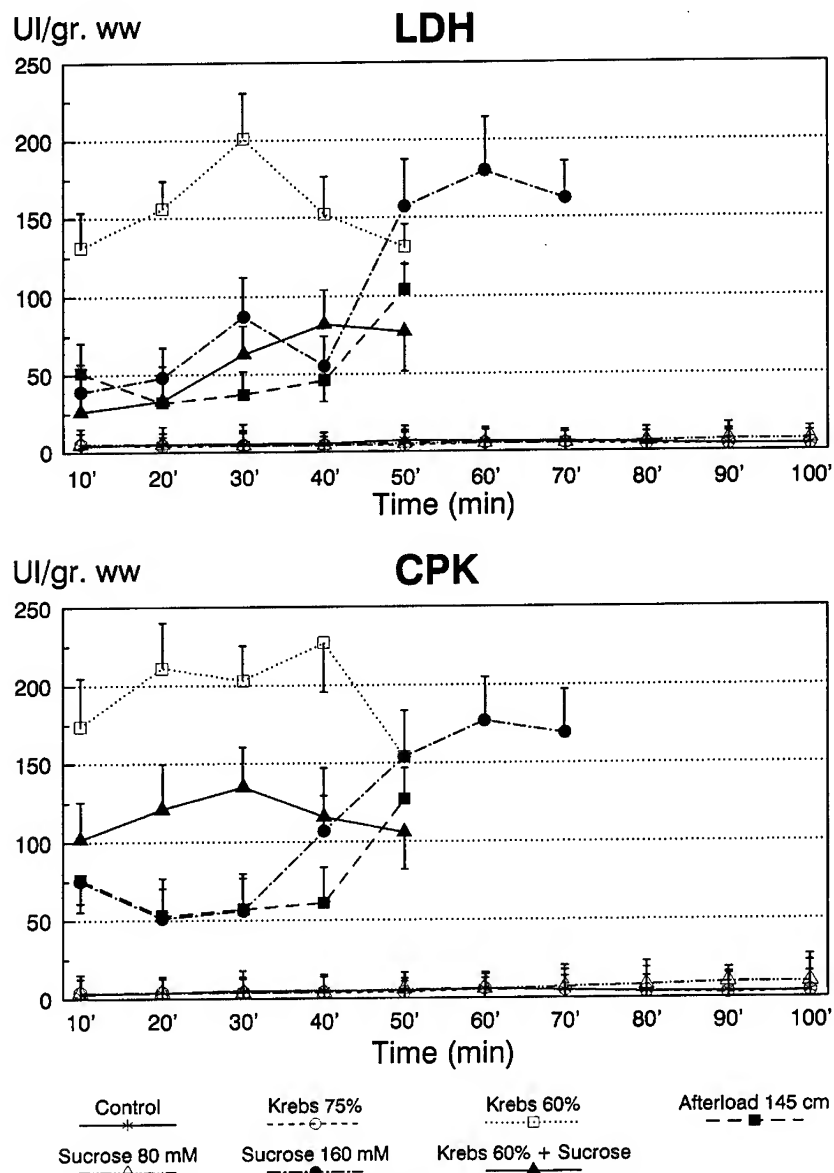 UI/gr. ww LDH
250
200
150
100
50
0
10' 20' 30' 40' 50' 60' 70' 80' 90' 100'
Time (min)
UI/gr. ww CPK
250
200
150
100
50
0
10' 20' 30' 40' 50' 60' 70' 80' 90' 100'
Time (min)
Control Krebs 75% Krebs 60% Afterload 145 cm
Sucrose 80 mM Sucrose 160 mM Krebs 60% + Sucrose